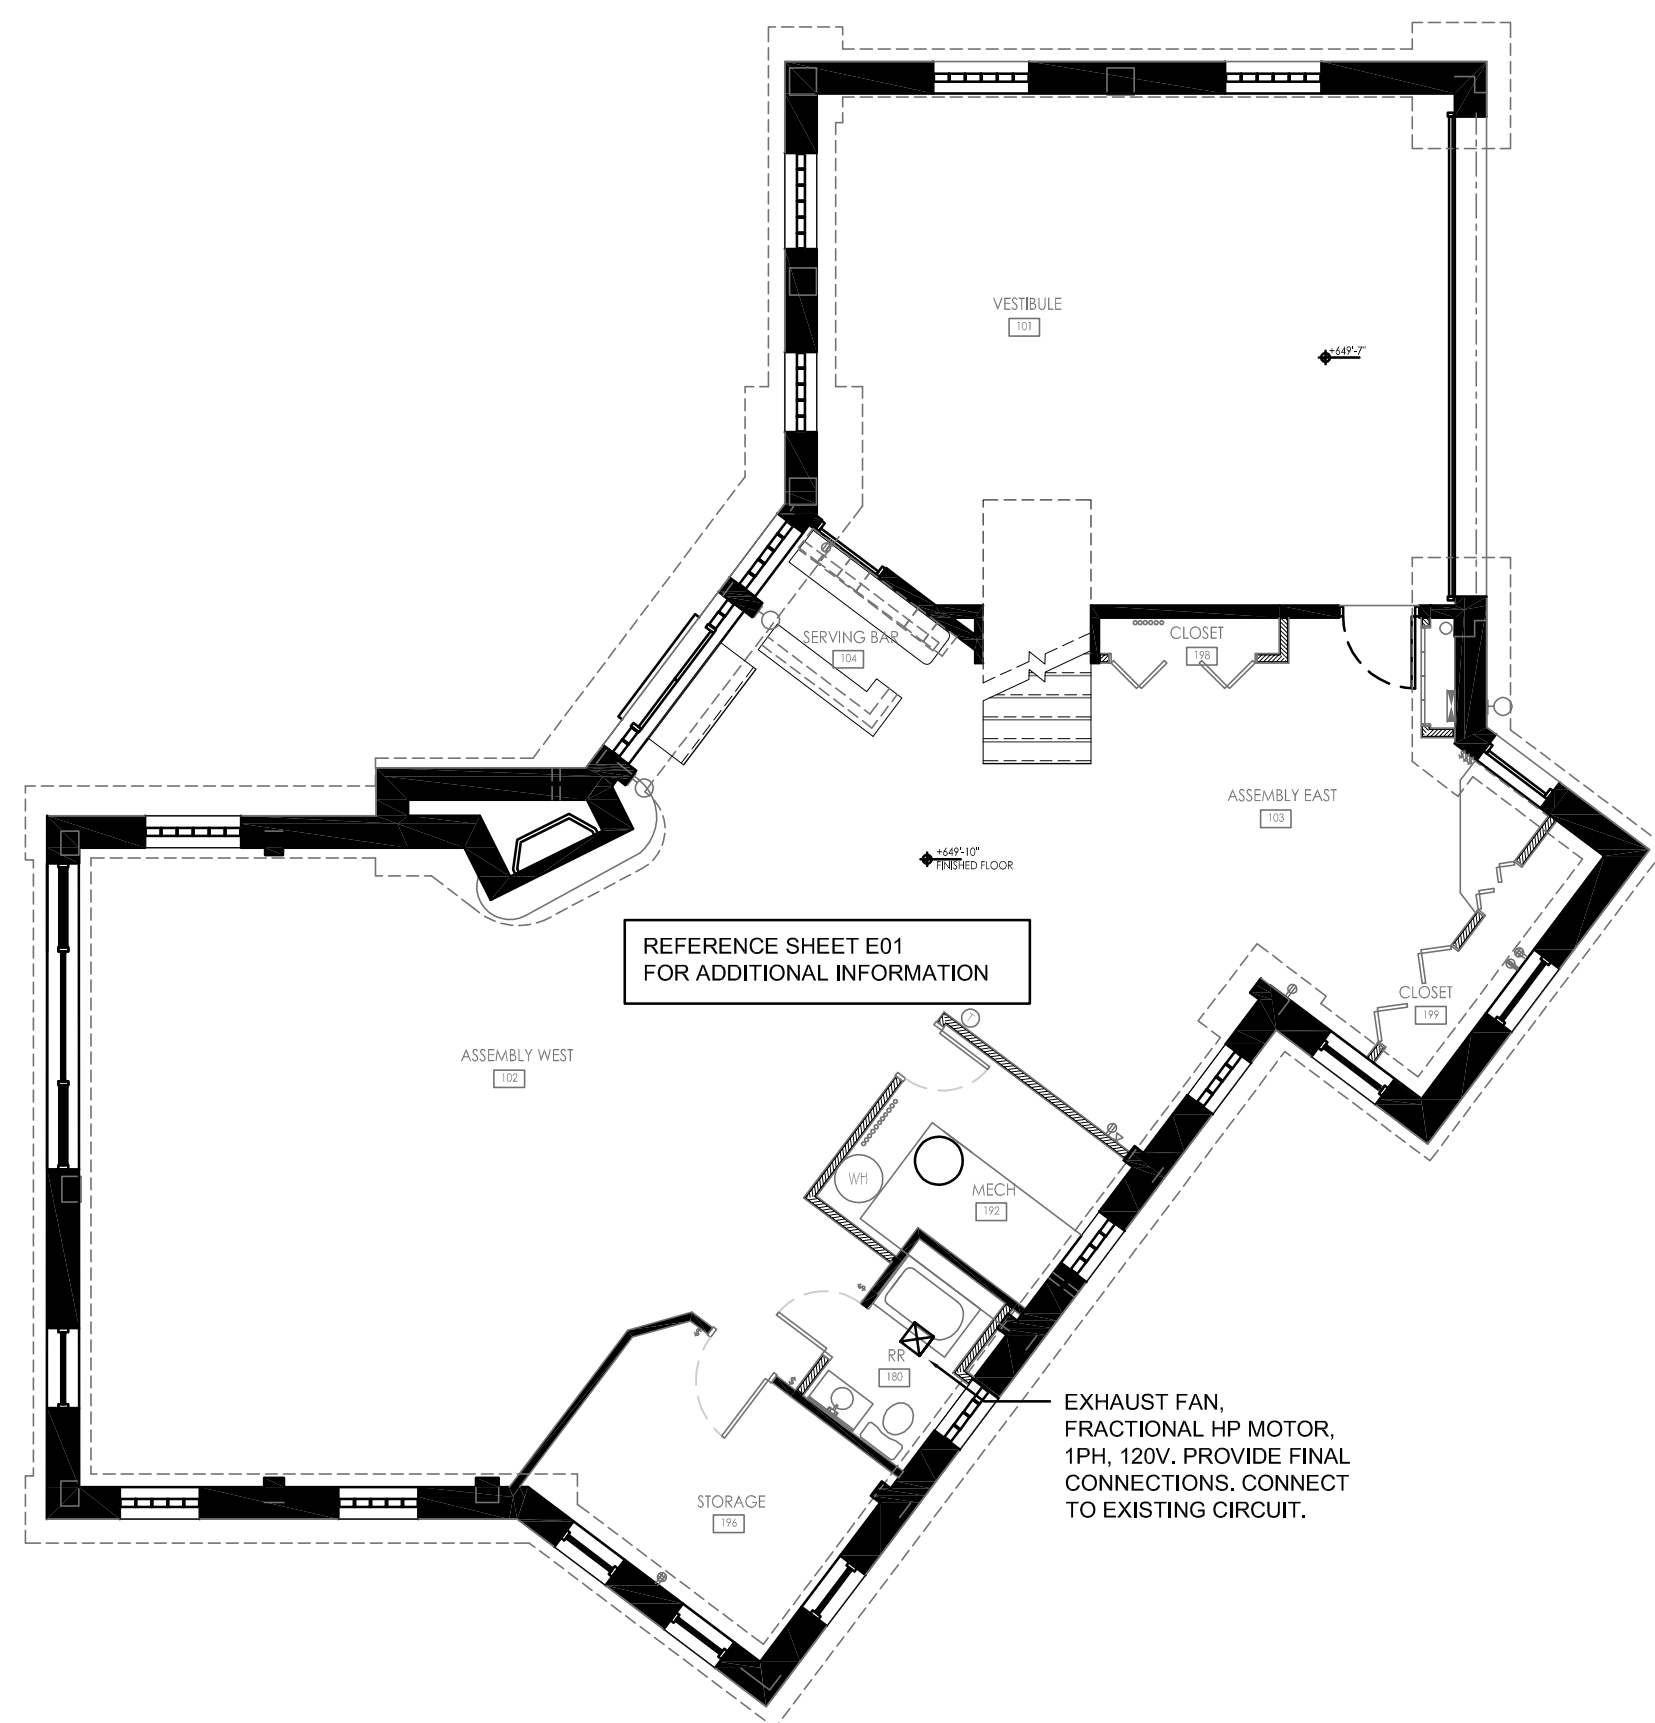 VESTIBULE
101
+649'-7"
SERVING BAR
104
CLOSET
198
ASSEMBLY EAST
103
+649'-10"
FINISHED FLOOR
REFERENCE SHEET E01
FOR ADDITIONAL INFORMATION
CLOSET
199
T
ASSEMBLY WEST
102
WH
MECH
192
RR
180
EXHAUST FAN,
FRACTIONAL HP MOTOR,
1PH, 120V. PROVIDE FINAL
CONNECTIONS. CONNECT
TO EXISTING CIRCUIT.
STORAGE
196